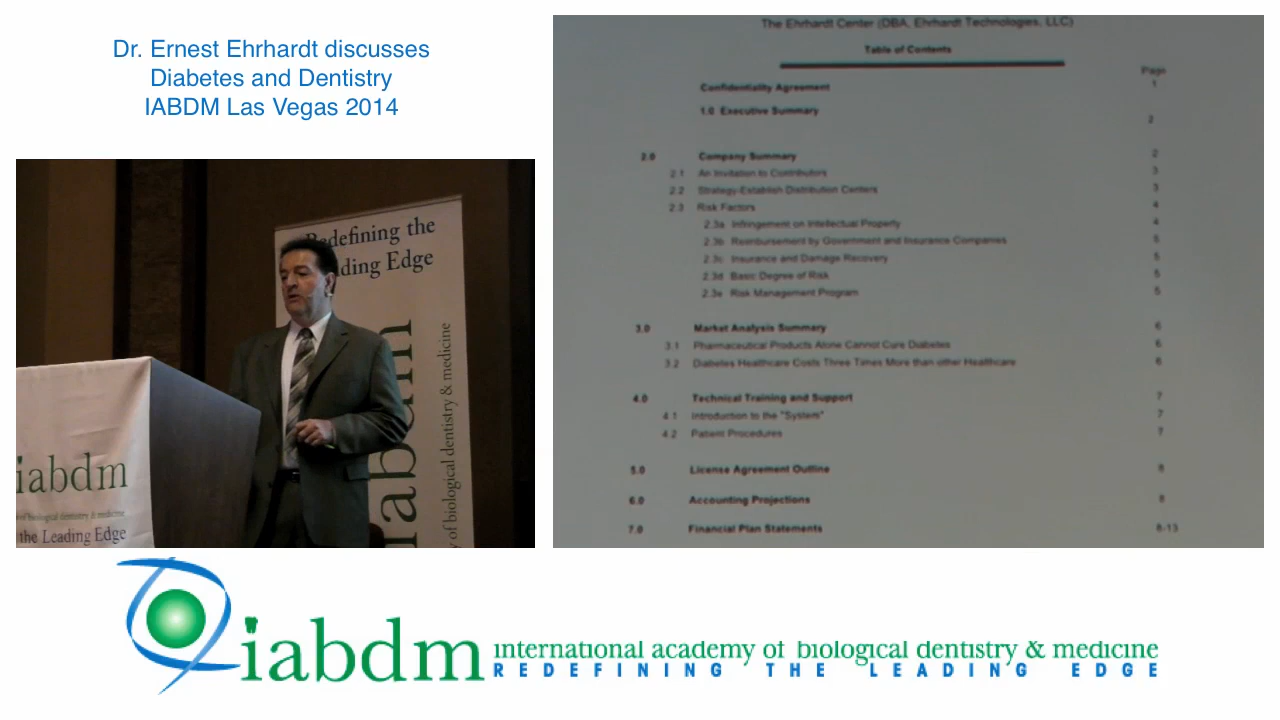 Dr. Ernest Ehrhardt discusses
Diabetes and Dentistry
IABDM Las Vegas 2014
Redefining the
ading Edge
iabdm
y of biological dentistry & medicine
iabdm
of biological dentistry & medicine
the Leading Edge
The Ehrhardt Center (DBA, Ehrhardt Technologies, LLC)
Table of Contents
Page
Confidentiality Agreement 1
1.0 Executive Summary 2
2.0 Company Summary 2
2.1 An Invitation to Contributors 3
2.2 Strategy-Establish Distribution Centers 3
2.3 Risk Factors 4
2.3a Infringement on Intellectual Property 4
2.3b Reimbursement by Government and Insurance Companies 5
2.3c Insurance and Damage Recovery 5
2.3d Basic Degree of Risk 5
2.3e Risk Management Program 5
3.0 Market Analysis Summary 6
3.1 Pharmaceutical Products Alone Cannot Cure Diabetes 6
3.2 Diabetes Healthcare Costs Three Times More than other Healthcare 6
4.0 Technical Training and Support 7
4.1 Introduction to the "System" 7
4.2 Patient Procedures 7
5.0 License Agreement Outline 8
6.0 Accounting Projections 8
7.0 Financial Plan Statements 8-13
iabdm international academy of biological dentistry & medicine
REDEFINING THE LEADING EDGE